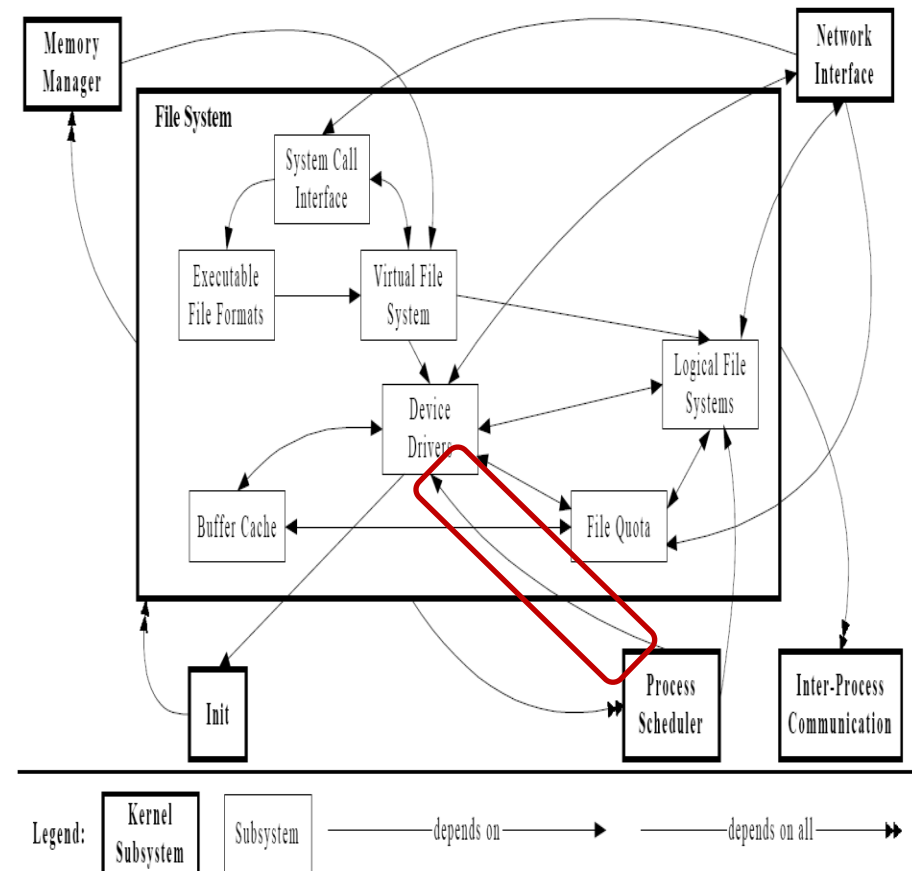 Memory
Manager
Network
Interface
File System
System Call
Interface
Executable
File Formats
Virtual File
System
Logical File
Systems
Device
Drivers
Buffer Cache
File Quota
Init
Process
Scheduler
Inter-Process
Communication
Legend:
Kernel
Subsystem
Subsystem
depends on
depends on all